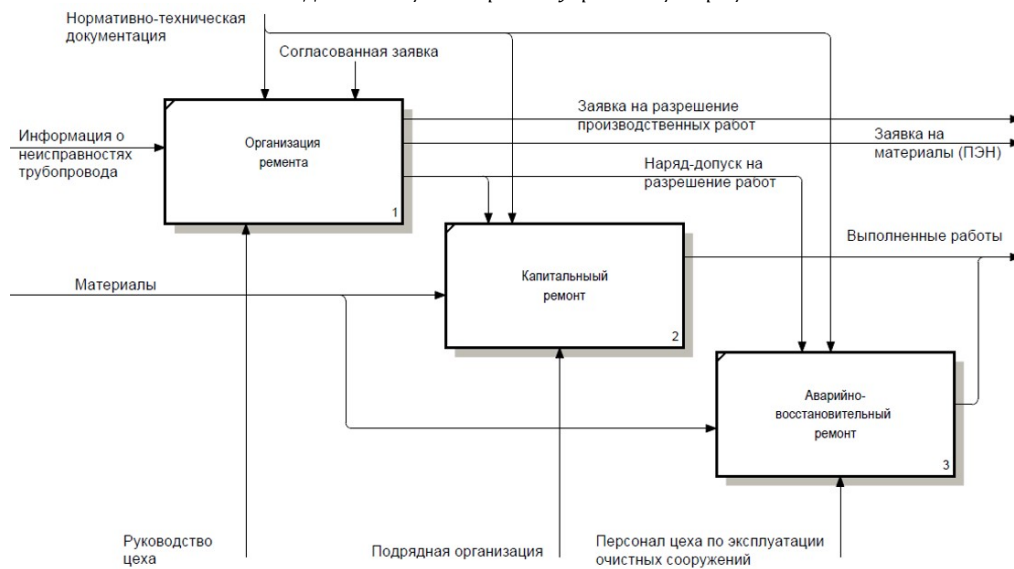 Нормативно-техническая
документация
Согласованная заявка
Заявка на разрешение
производственных работ
Заявка на
материалы (ПЭН)
Информация о
неисправностях
трубопровода
Организация
ремента
1
Наряд-допуск на
разрешение работ
Выполненные работы
Материалы
Капитальныый
ремонт
2
Аварийно-
восстановительный
ремонт
3
Руководство
цеха
Подрядная организация
Персонал цеха по эксплуатации
очистных сооружений